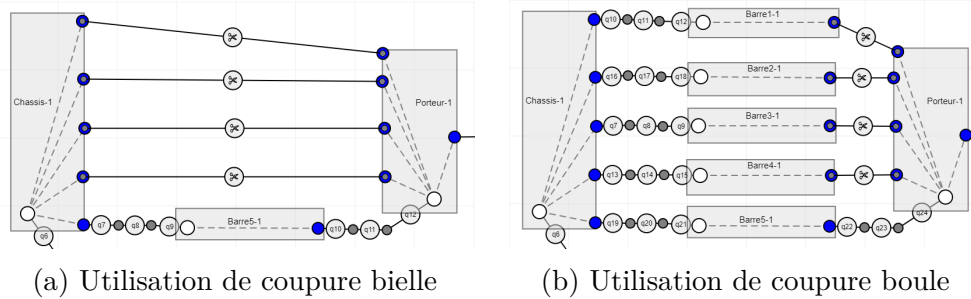 Chassis-1
Porteur-1
q12
Barre5-1
q7
q8
q9
q10
q11
q6
(a) Utilisation de coupure bielle
q10
q11
q12
Barre1-1
Barre2-1
q16
q17
q18
Chassis-1
Porteur-1
Barre3-1
q7
q8
q9
Barre4-1
q13
q14
q15
q24
Barre5-1
q19
q20
q21
q22
q23
q6
(b) Utilisation de coupure boule